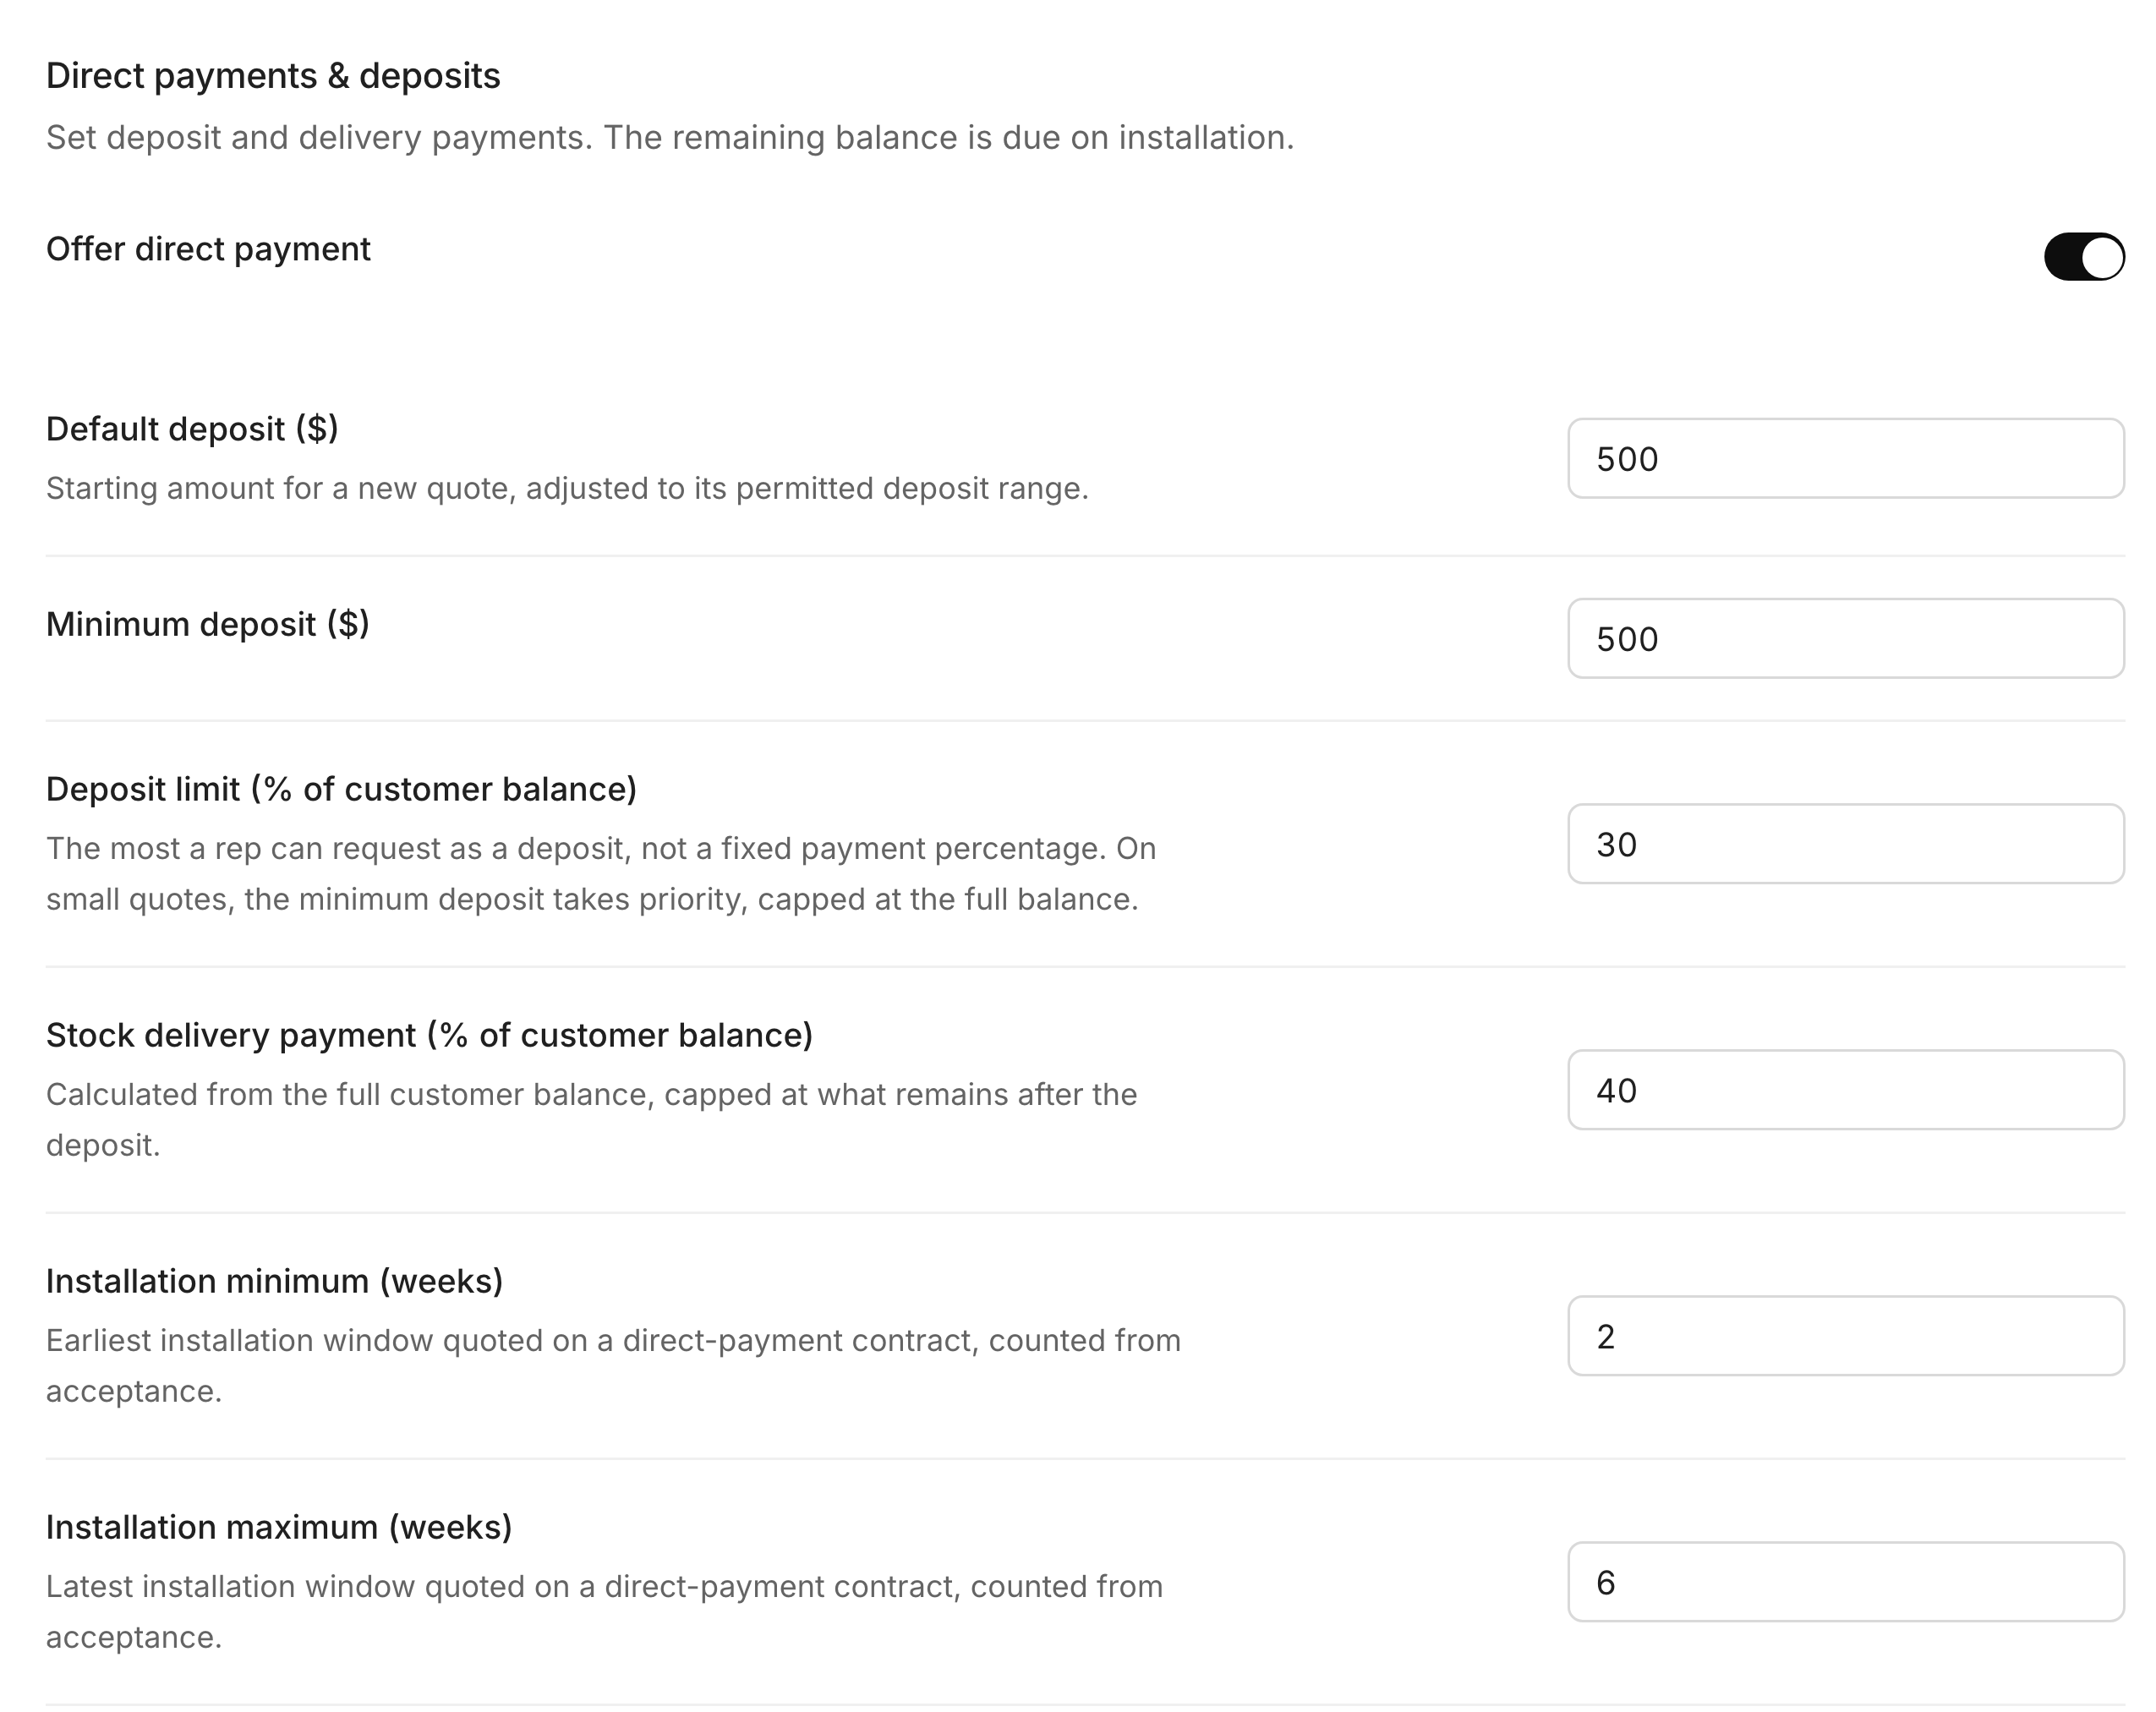 Direct payments & deposits
Set deposit and delivery payments. The remaining balance is due on installation.
Offer direct payment
Default deposit ($)
500
Starting amount for a new quote, adjusted to its permitted deposit range.
Minimum deposit ($)
500
Deposit limit (% of customer balance)
The most a rep can request as a deposit, not a fixed payment percentage. On
30
small quotes, the minimum deposit takes priority, capped at the full balance.
Stock delivery payment (% of customer balance)
Calculated from the full customer balance, capped at what remains after the
40
deposit.
Installation minimum (weeks)
Earliest installation window quoted on a direct-payment contract, counted from
2
acceptance.
Installation maximum (weeks)
Latest installation window quoted on a direct-payment contract, counted from
6
acceptance.